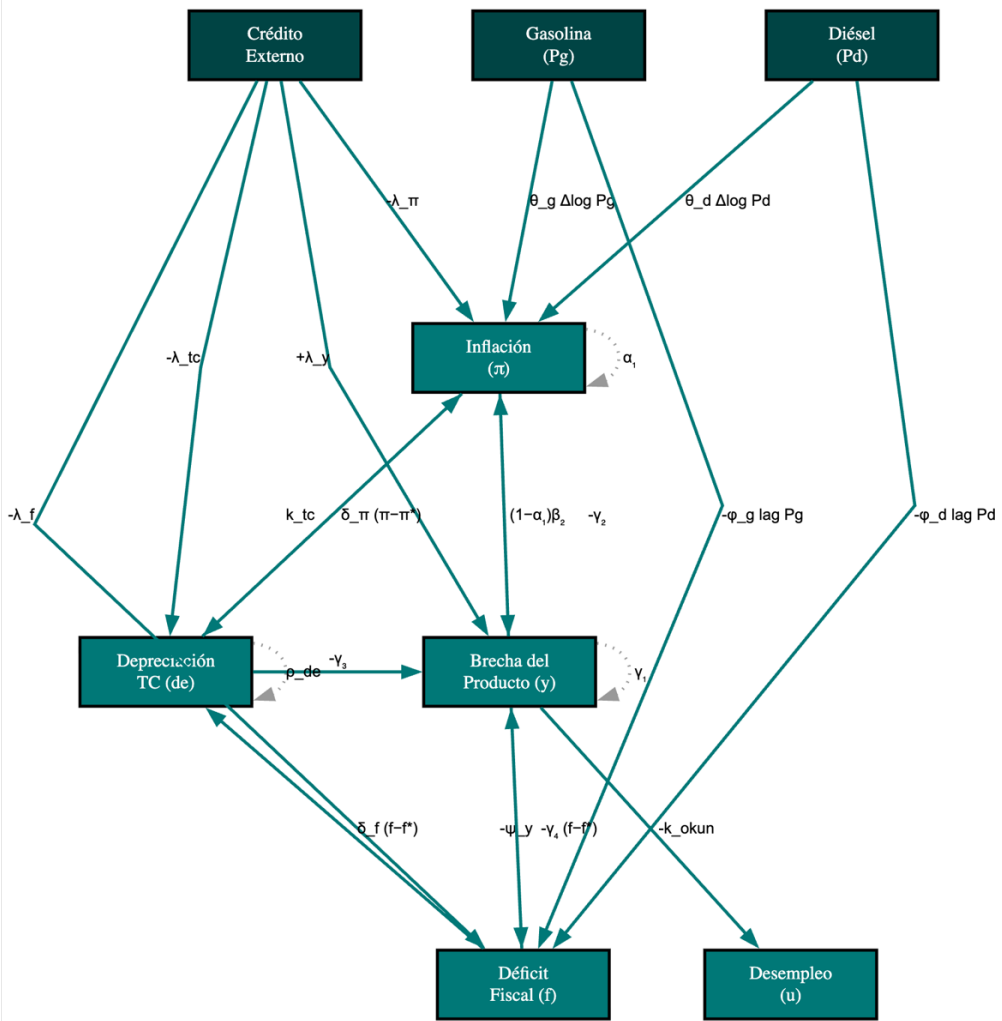 Crédito
Externo
Gasolina
(Pg)
Diésel
(Pd)
-λ_π
θ_g Δlog Pg
θ_d Δlog Pd
Inflación
(π)
α₁
-λ_tc
+λ_y
-λ_f
k_tc
δ_π (π−π*)
(1−α₁)β₂
-γ₂
-φ_g lag Pg
-φ_d lag Pd
Depreciación
TC (de)
ρ_de
-γ₃
Brecha del
Producto (y)
γ₁
δ_f (f−f*)
-ψ_y
-γ₄ (f−f*)
-k_okun
Déficit
Fiscal (f)
Desempleo
(u)